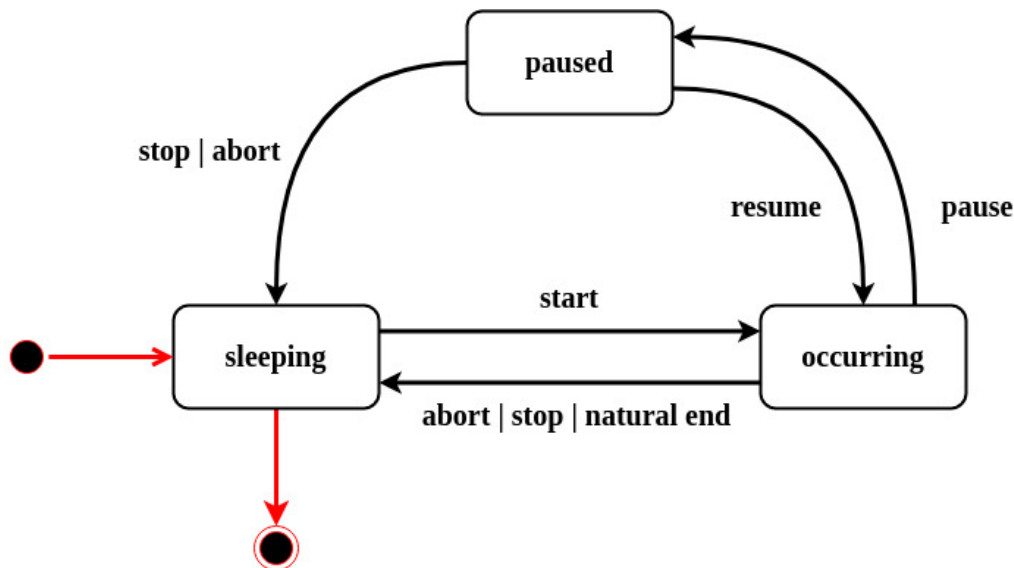 paused
stop | abort
resume
pause
start
sleeping
occurring
abort | stop | natural end